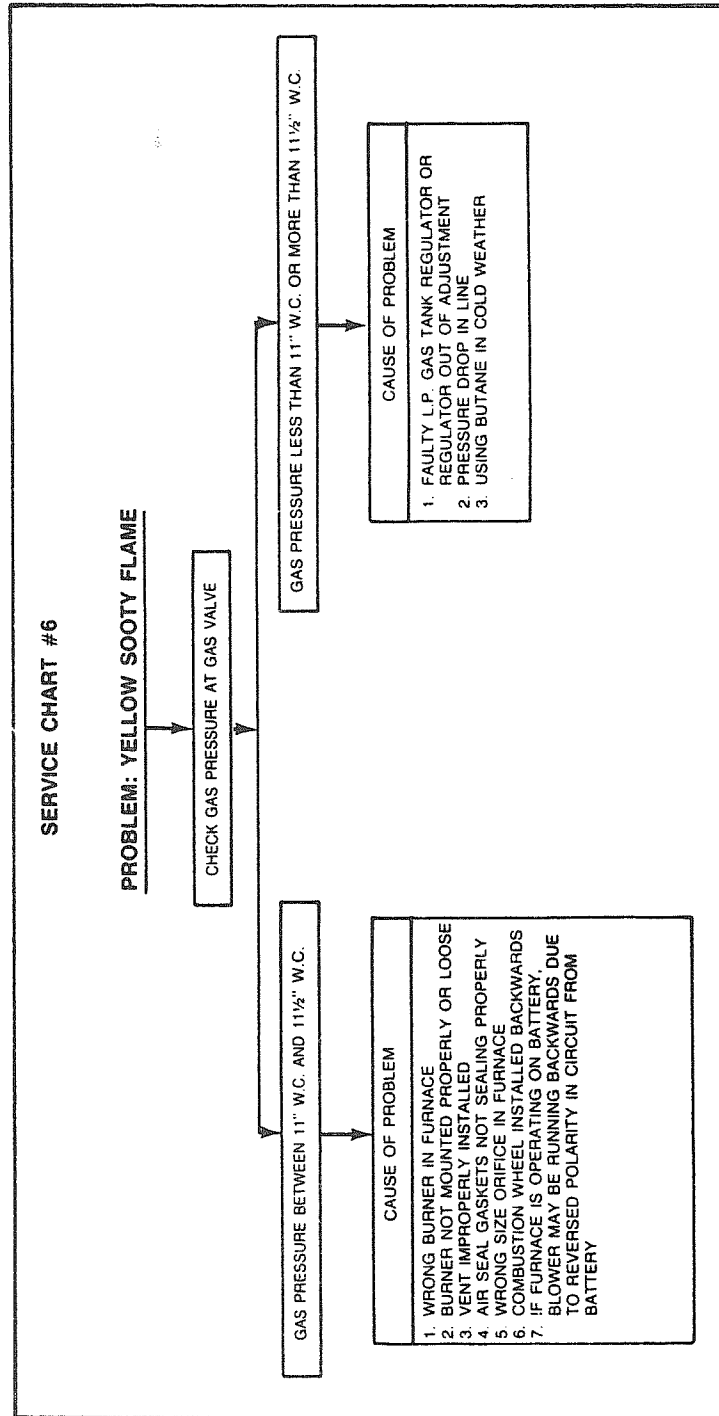 SERVICE CHART #6
PROBLEM: YELLOW SOOTY FLAME
CHECK GAS PRESSURE AT GAS VALVE
GAS PRESSURE BETWEEN 11" W.C. AND 11½" W.C.
CAUSE OF PROBLEM
1. WRONG BURNER IN FURNACE
2. BURNER NOT MOUNTED PROPERLY OR LOOSE
3. VENT IMPROPERLY INSTALLED
4. AIR SEAL GASKETS NOT SEALING PROPERLY
5. WRONG SIZE ORIFICE IN FURNACE
6. COMBUSTION WHEEL INSTALLED BACKWARDS
7. IF FURNACE IS OPERATING ON BATTERY,
BLOWER MAY BE RUNNING BACKWARDS DUE
TO REVERSED POLARITY IN CIRCUIT FROM
BATTERY
GAS PRESSURE LESS THAN 11" W.C. OR MORE THAN 11½" W.C.
CAUSE OF PROBLEM
1. FAULTY L.P. GAS TANK REGULATOR OR
REGULATOR OUT OF ADJUSTMENT
2. PRESSURE DROP IN LINE
3. USING BUTANE IN COLD WEATHER